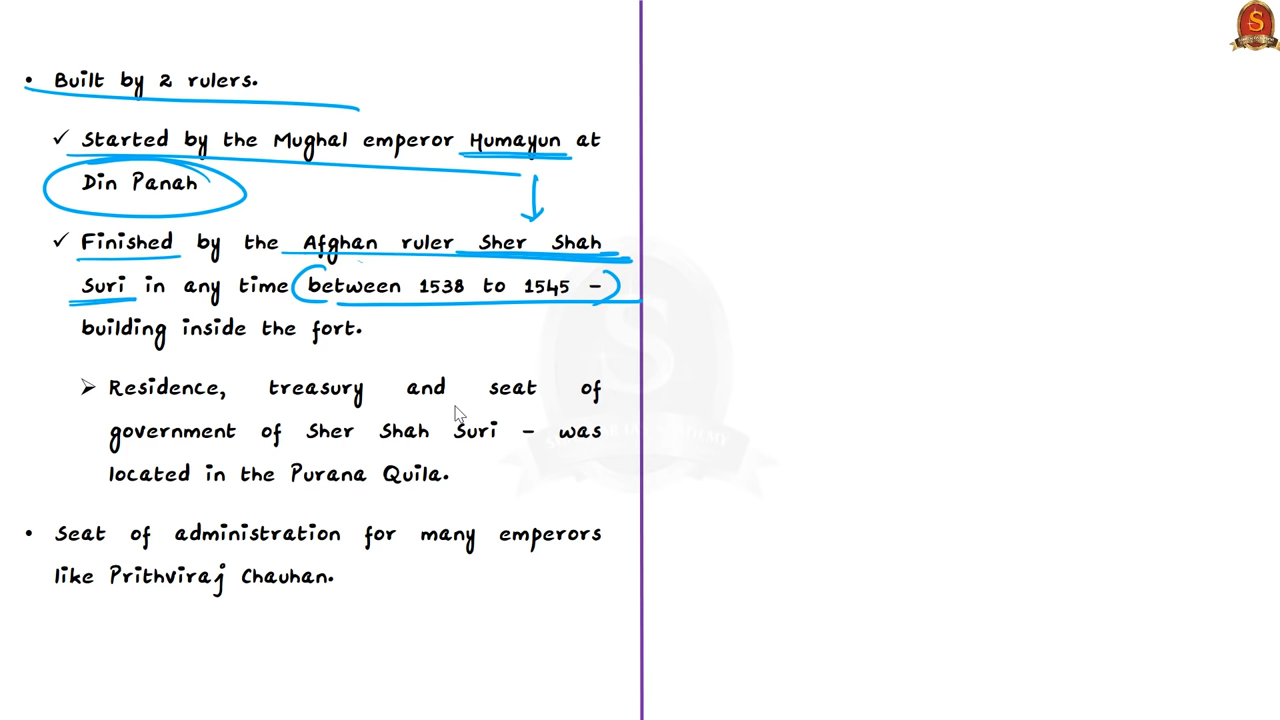 • Built by 2 rulers.
✓ Started by the Mughal emperor Humayun at
Din Panah
✓ Finished by the Afghan ruler Sher Shah
Suri in any time between 1538 to 1545 –
building inside the fort.
➢ Residence, treasury and seat of
government of Sher Shah Suri – was
located in the Purana Quila.
• Seat of administration for many emperors
like Prithviraj Chauhan.